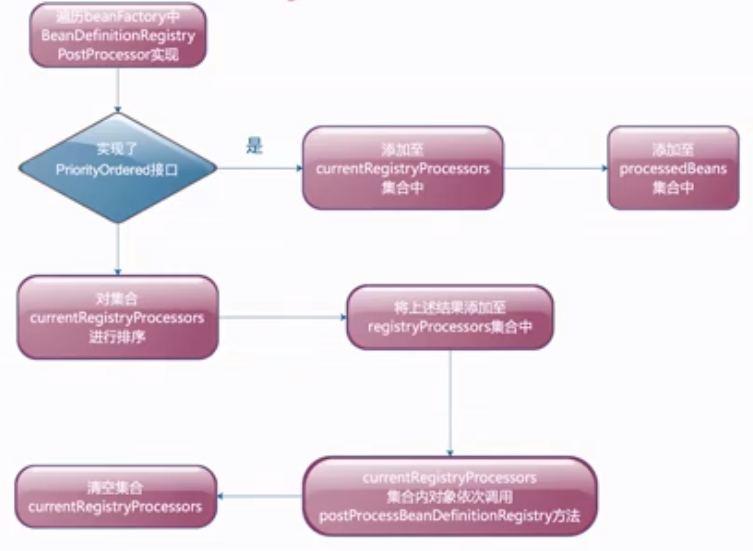 遍历beanFactory中
BeanDefinitionRegistry
PostProcessor实现
实现了
PriorityOrdered接口
是
添加至
currentRegistryProcessors
集合中
添加至
processedBeans
集合中
对集合
currentRegistryProcessors
进行排序
将上述结果添加至
registryProcessors集合中
currentRegistryProcessors
集合内对象依次调用
postProcessBeanDefinitionRegistry方法
清空集合
currentRegistryProcessors